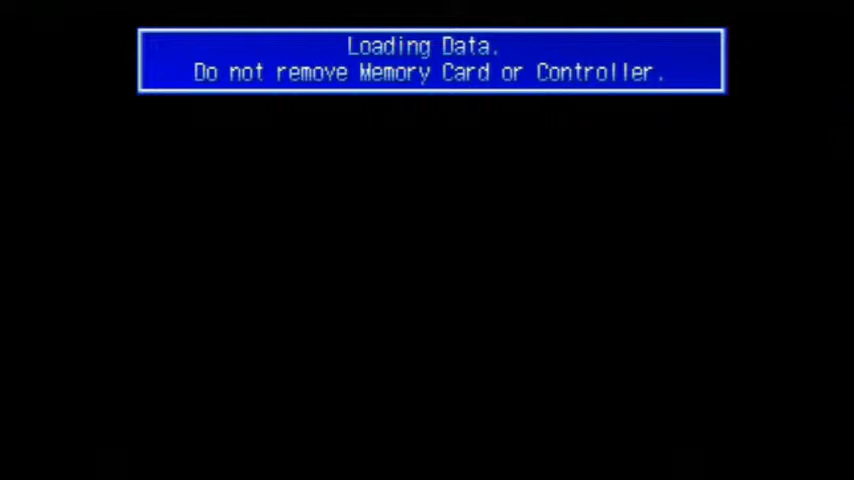 Loading Data.
Do not remove Memory Card or Controller.